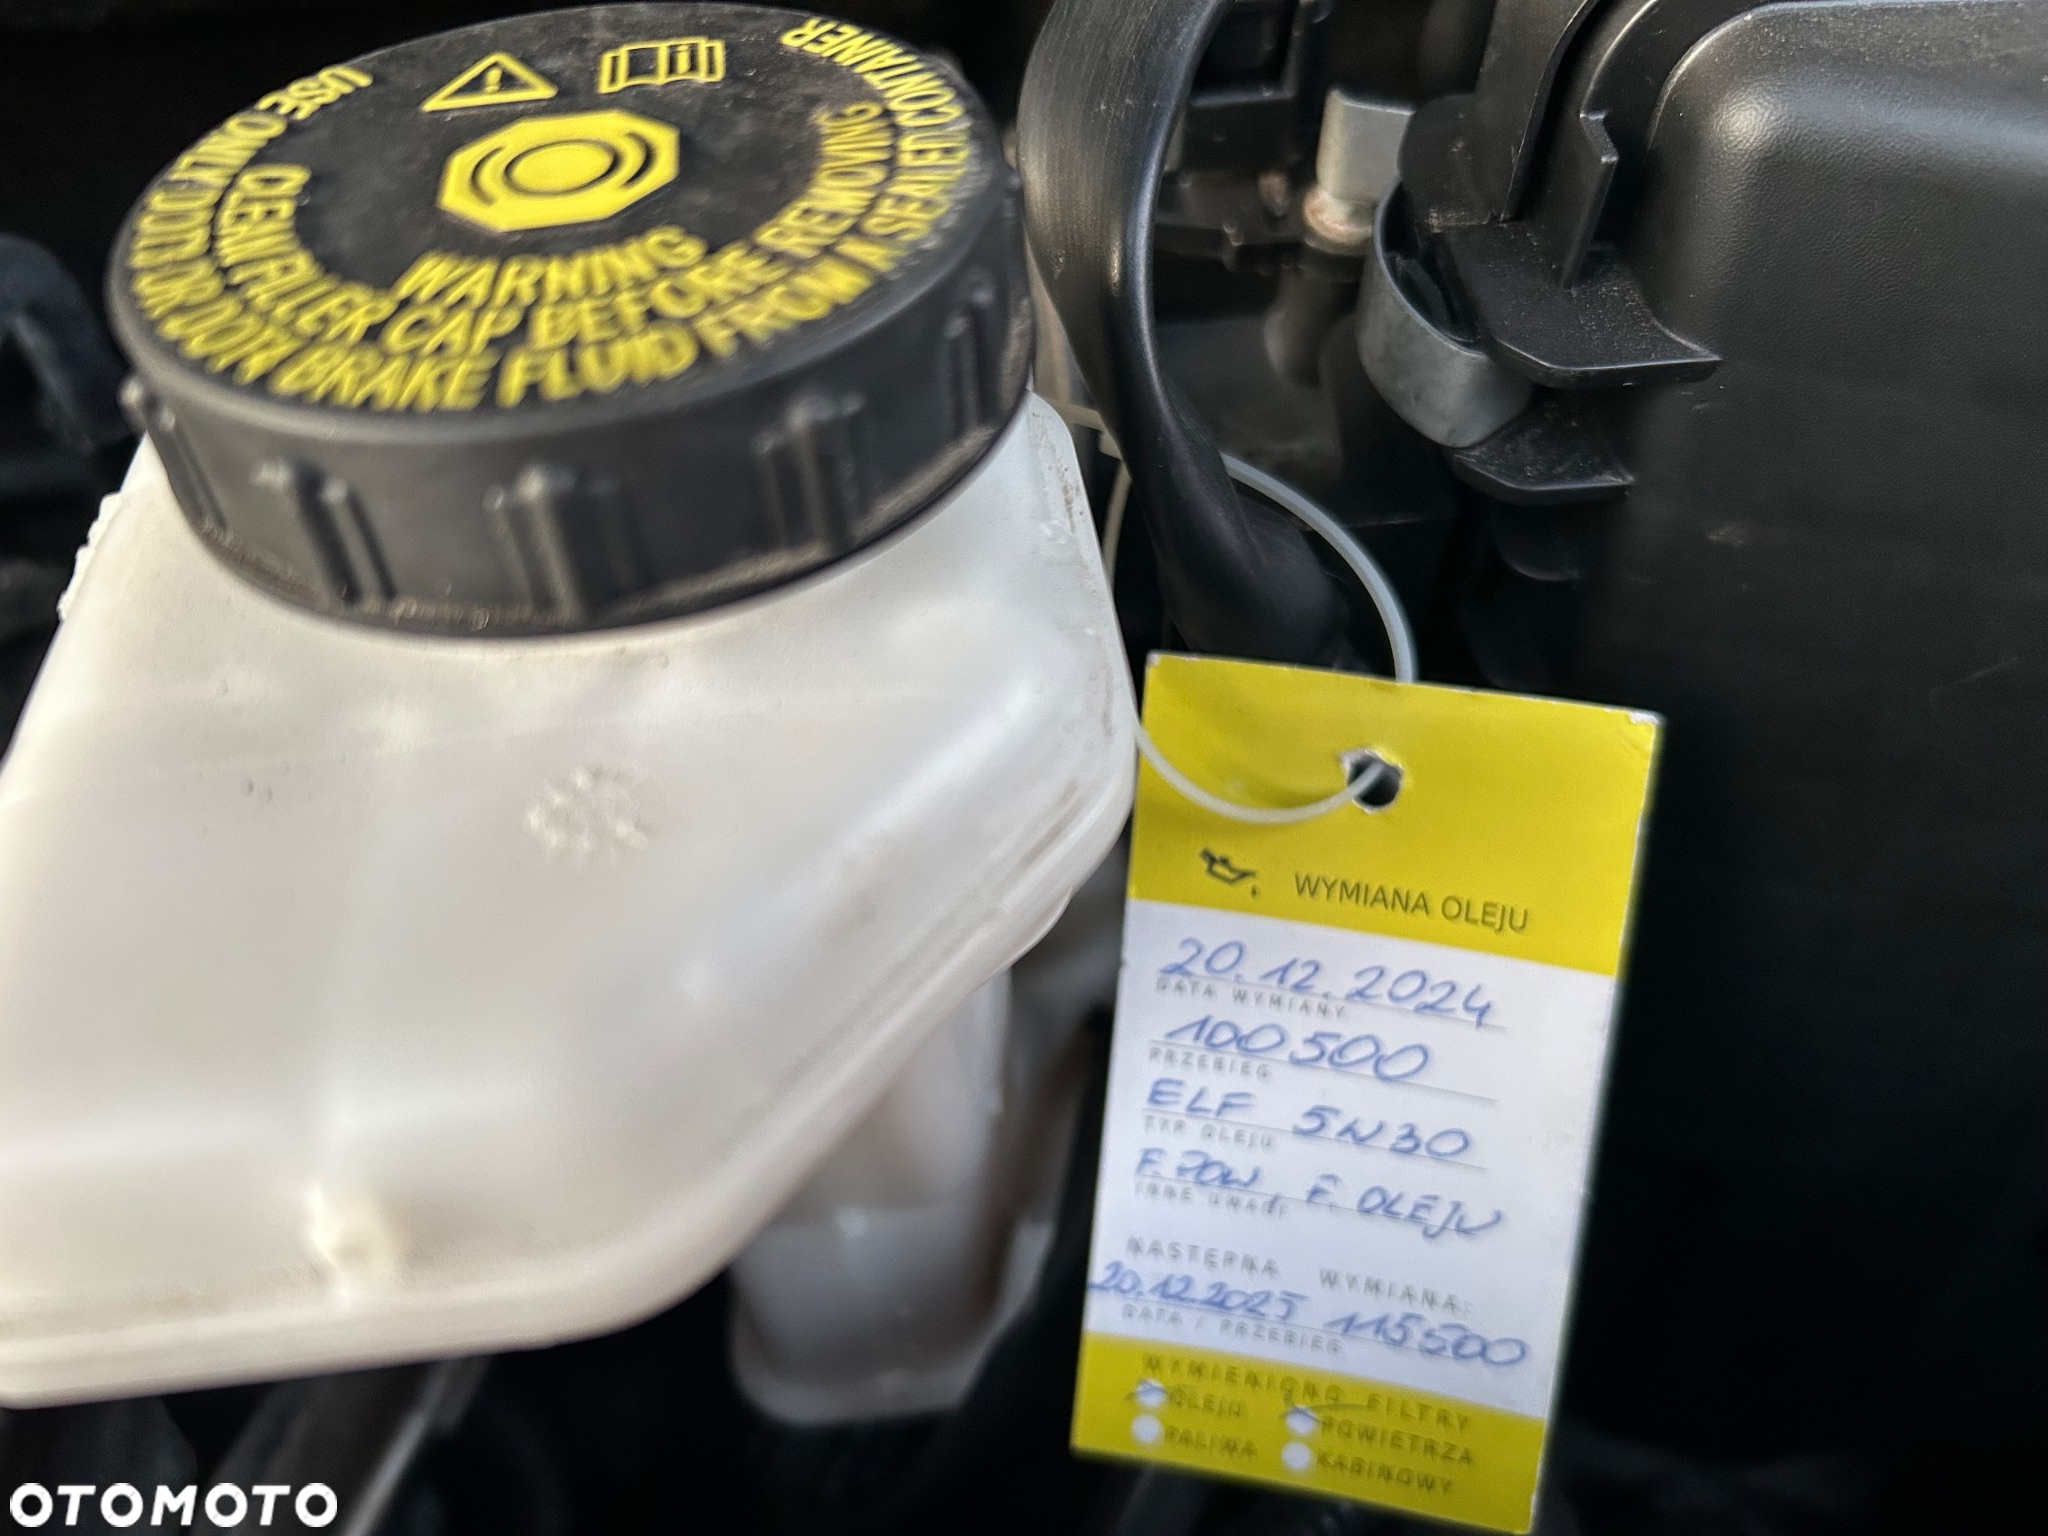 WARNING
CLEAN FILLER CAP BEFORE REMOVING
USE ONLY DOT3 OR DOT4 BRAKE FLUID FROM A SEALED CONTAINER
WYMIANA OLEJU
20.12.2024
DATA WYMIANY
100500
PRZEBIEG
ELF 5W30
TYP OLEJU
F. POW, F. OLEJU
INNE UWAGI
NASTĘPNA WYMIANA:
20.12.2025 115500
DATA / PRZEBIEG
WYMIENIONO FILTRY
OLEJU POWIETRZA
PALIWA KABINOWY
OTOMOTO